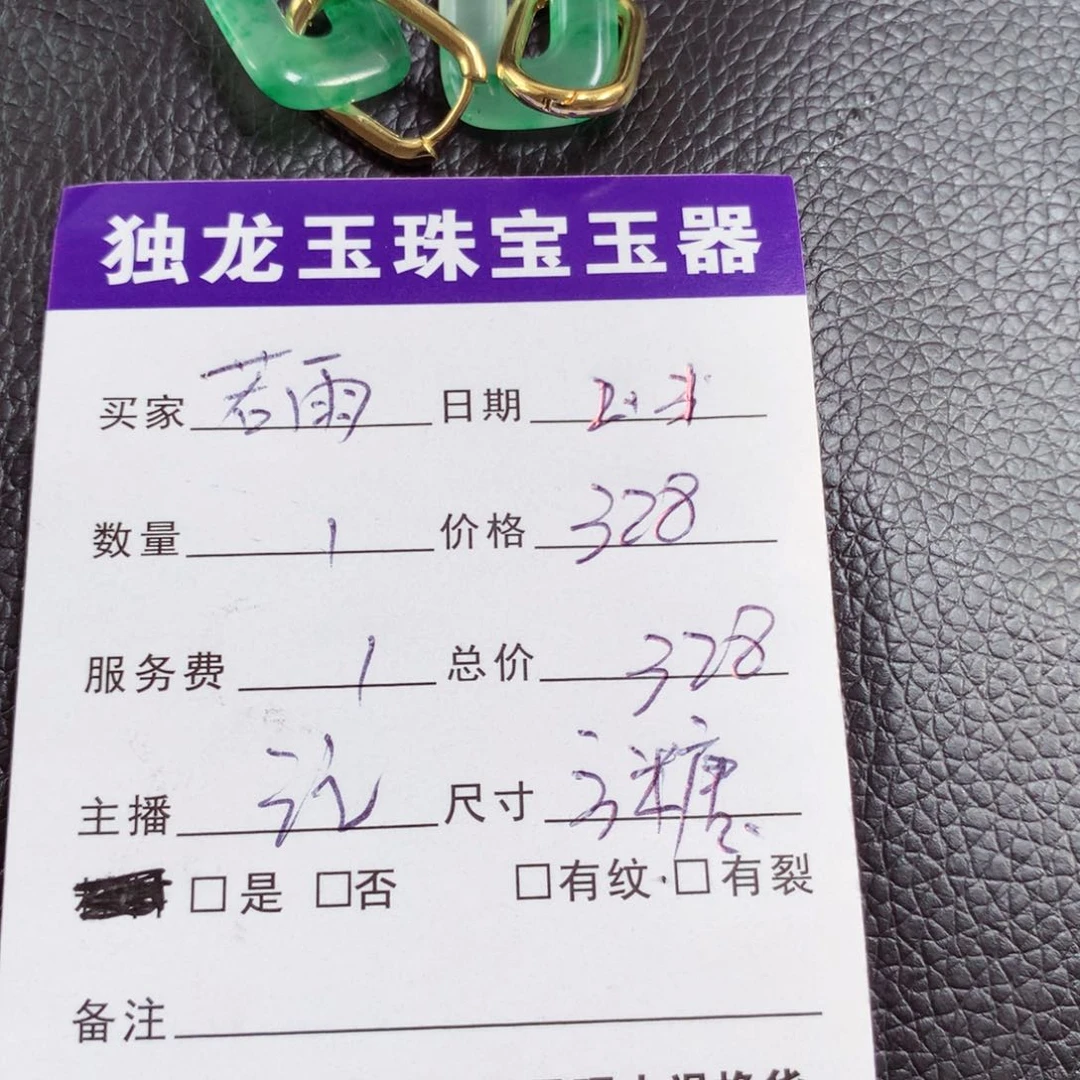 独龙玉珠宝玉器
买家 若雨 日期
数量 1 价格 328
服务费 1 总价 328
主播 尺寸
□是 □否 □有纹 □有裂
备注